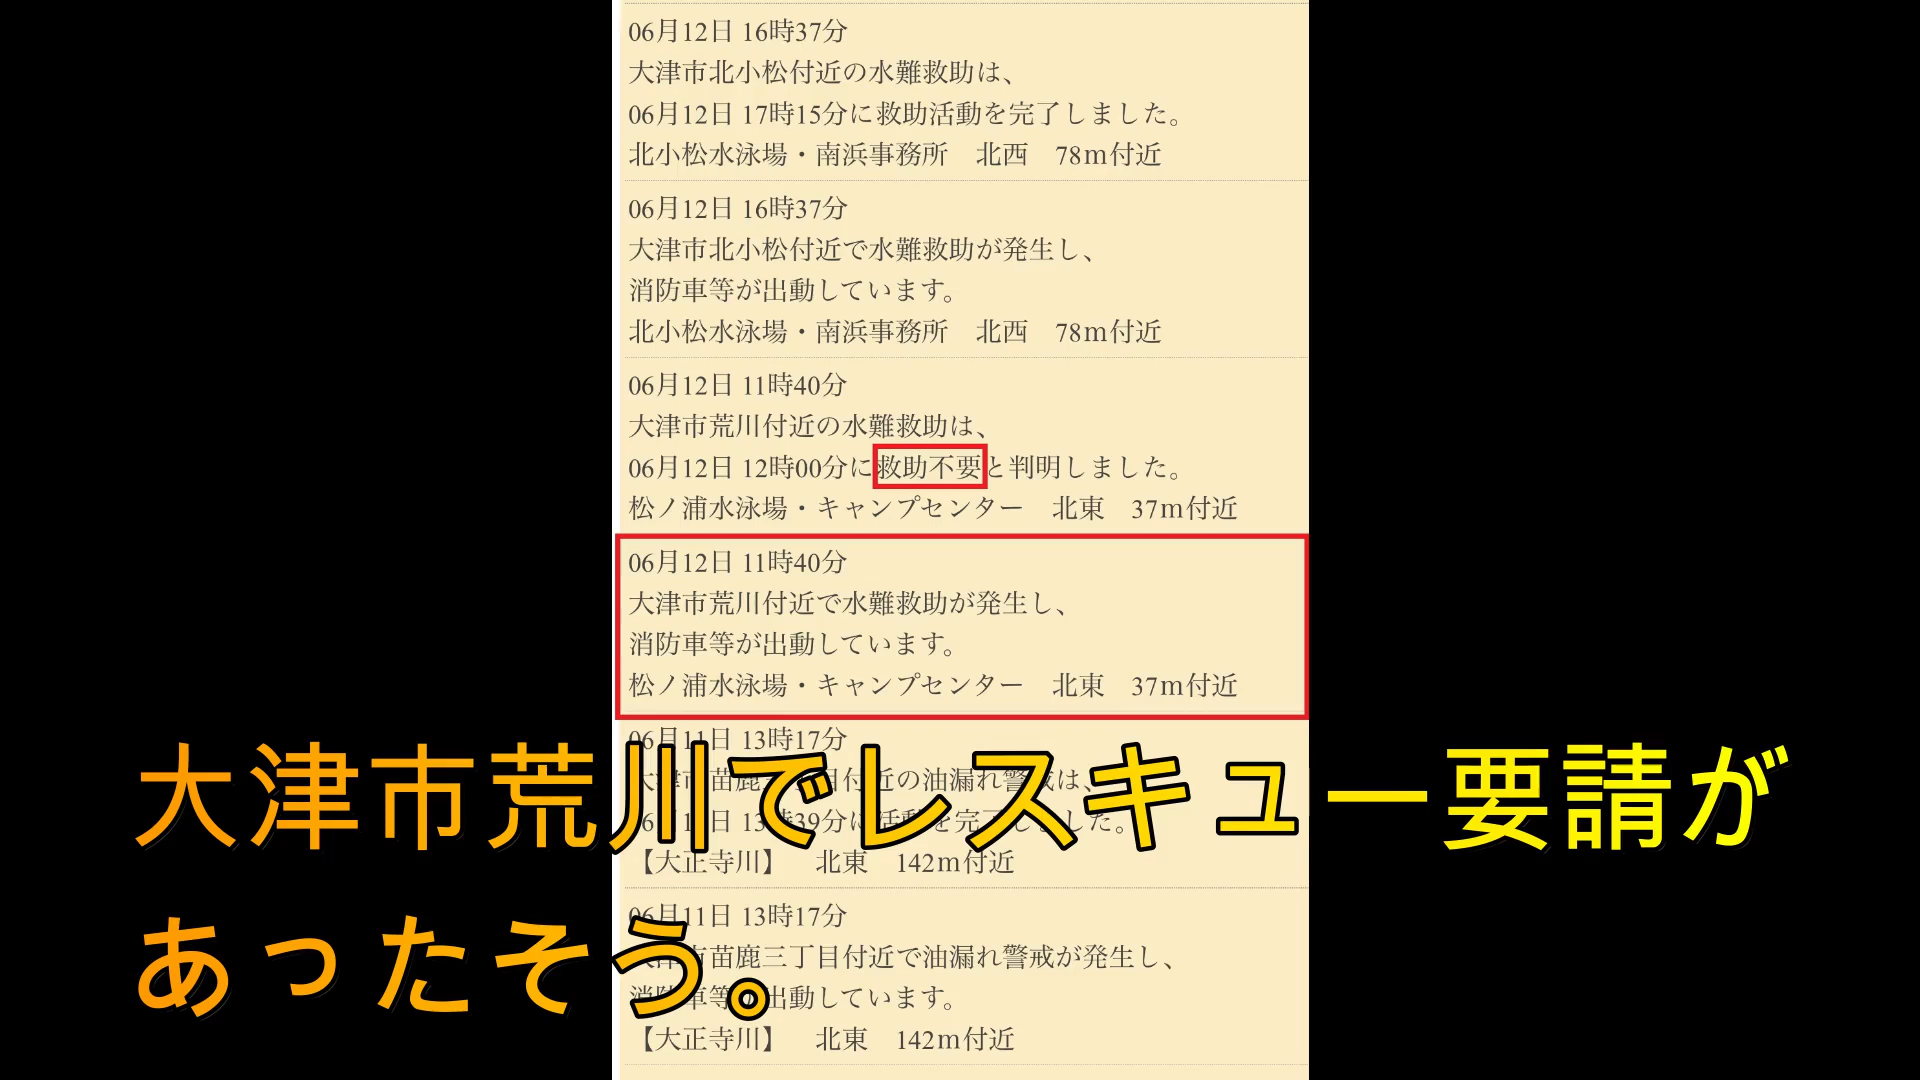 06月12日 16時37分
大津市北小松付近の水難救助は、
06月12日 17時15分に救助活動を完了しました。
北小松水泳場・南浜事務所　北西　78m付近
06月12日 16時37分
大津市北小松付近で水難救助が発生し、
消防車等が出動しています。
北小松水泳場・南浜事務所　北西　78m付近
06月12日 11時40分
大津市荒川付近の水難救助は、
06月12日 12時00分に救助不要と判明しました。
松ノ浦水泳場・キャンプセンター　北東　37m付近
06月12日 11時40分
大津市荒川付近で水難救助が発生し、
消防車等が出動しています。
松ノ浦水泳場・キャンプセンター　北東　37m付近
06月11日 13時17分
大津市荒川でレスキュー要請が
【大正寺川】　北東　142m付近
06月11日 13時17分
あったそう。
苗鹿三丁目付近で油漏れ警戒が発生し、
出動しています。
【大正寺川】　北東　142m付近